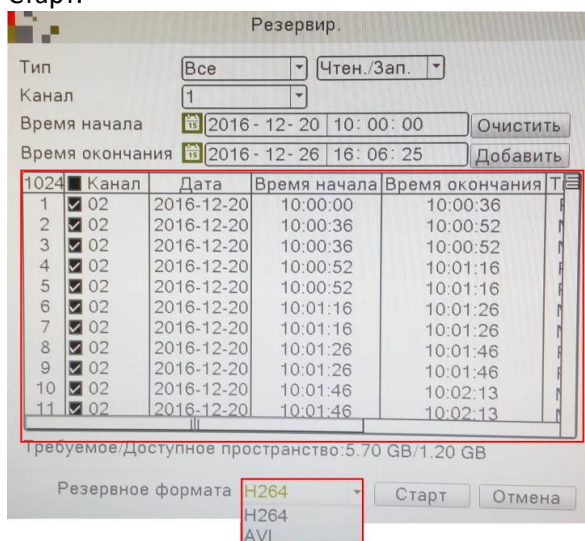 Старт.
Резервир.
Тип Все Чтен./Зап.
Канал 1
Время начала 15 2016 - 12 - 20 10 : 00 : 00 Очистить
Время окончания 15 2016 - 12 - 26 16 : 06 : 25 Добавить
1024 Канал Дата Время начала Время окончания Т
1 02 2016-12-20 10:00:00 10:00:36
2 02 2016-12-20 10:00:36 10:00:52
3 02 2016-12-20 10:00:36 10:00:52
4 02 2016-12-20 10:00:52 10:01:16
5 02 2016-12-20 10:00:52 10:01:16
6 02 2016-12-20 10:01:16 10:01:26
7 02 2016-12-20 10:01:16 10:01:26
8 02 2016-12-20 10:01:26 10:01:46
9 02 2016-12-20 10:01:26 10:01:46
10 02 2016-12-20 10:01:46 10:02:13
11 02 2016-12-20 10:01:46 10:02:13
Требуемое/Доступное пространство:5.70 GB/1.20 GB
Резервное формата H264 Старт Отмена
H264
AVI